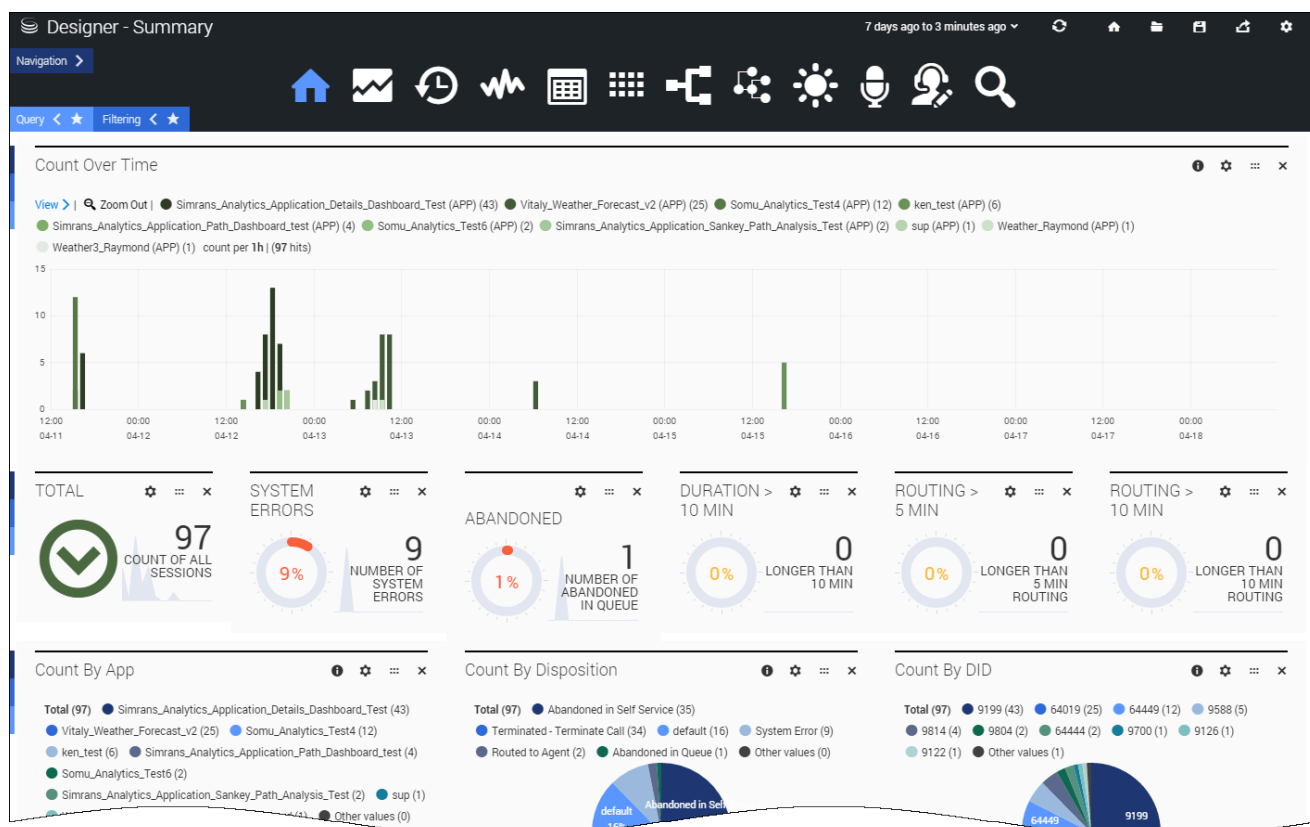 Designer - Summary
7 days ago to 3 minutes ago
Navigation
Query
Filtering
Count Over Time
View | Zoom Out | Simrans_Analytics_Application_Details_Dashboard_Test (APP) (43) Vitaly_Weather_Forecast_v2 (APP) (25) Somu_Analytics_Test4 (APP) (12) ken_test (APP) (6)
Simrans_Analytics_Application_Path_Dashboard_test (APP) (4) Somu_Analytics_Test6 (APP) (2) Simrans_Analytics_Application_Sankey_Path_Analysis_Test (APP) (2) sup (APP) (1) Weather_Raymond (APP) (1)
Weather3_Raymond (APP) (1) count per 1h | (97 hits)
15
10
5
0
12:00 00:00 12:00 00:00 12:00 00:00 12:00 00:00 12:00 00:00 12:00 00:00 12:00 00:00
04-11 04-12 04-12 04-13 04-13 04-14 04-14 04-15 04-15 04-16 04-16 04-17 04-17 04-18
TOTAL
97
COUNT OF ALL
SESSIONS
SYSTEM
ERRORS
9%
9
NUMBER OF
SYSTEM
ERRORS
ABANDONED
1%
1
NUMBER OF
ABANDONED
IN QUEUE
DURATION >
10 MIN
0%
0
LONGER THAN
10 MIN
ROUTING >
5 MIN
0%
0
LONGER THAN
5 MIN
ROUTING
ROUTING >
10 MIN
0%
0
LONGER THAN
10 MIN
ROUTING
Count By App
Total (97) Simrans_Analytics_Application_Details_Dashboard_Test (43)
Vitaly_Weather_Forecast_v2 (25) Somu_Analytics_Test4 (12)
ken_test (6) Simrans_Analytics_Application_Path_Dashboard_test (4)
Somu_Analytics_Test6 (2)
Simrans_Analytics_Application_Sankey_Path_Analysis_Test (2) sup (1)
Other values (0)
Count By Disposition
Total (97) Abandoned in Self Service (35)
Terminated - Terminate Call (34) default (16) System Error (9)
Routed to Agent (2) Abandoned in Queue (1) Other values (0)
Abandoned in Self
default
16%
Count By DID
Total (97) 9199 (43) 64019 (25) 64449 (12) 9588 (5)
9814 (4) 9804 (2) 64444 (2) 9700 (1) 9126 (1)
9122 (1) Other values (1)
9199
64449